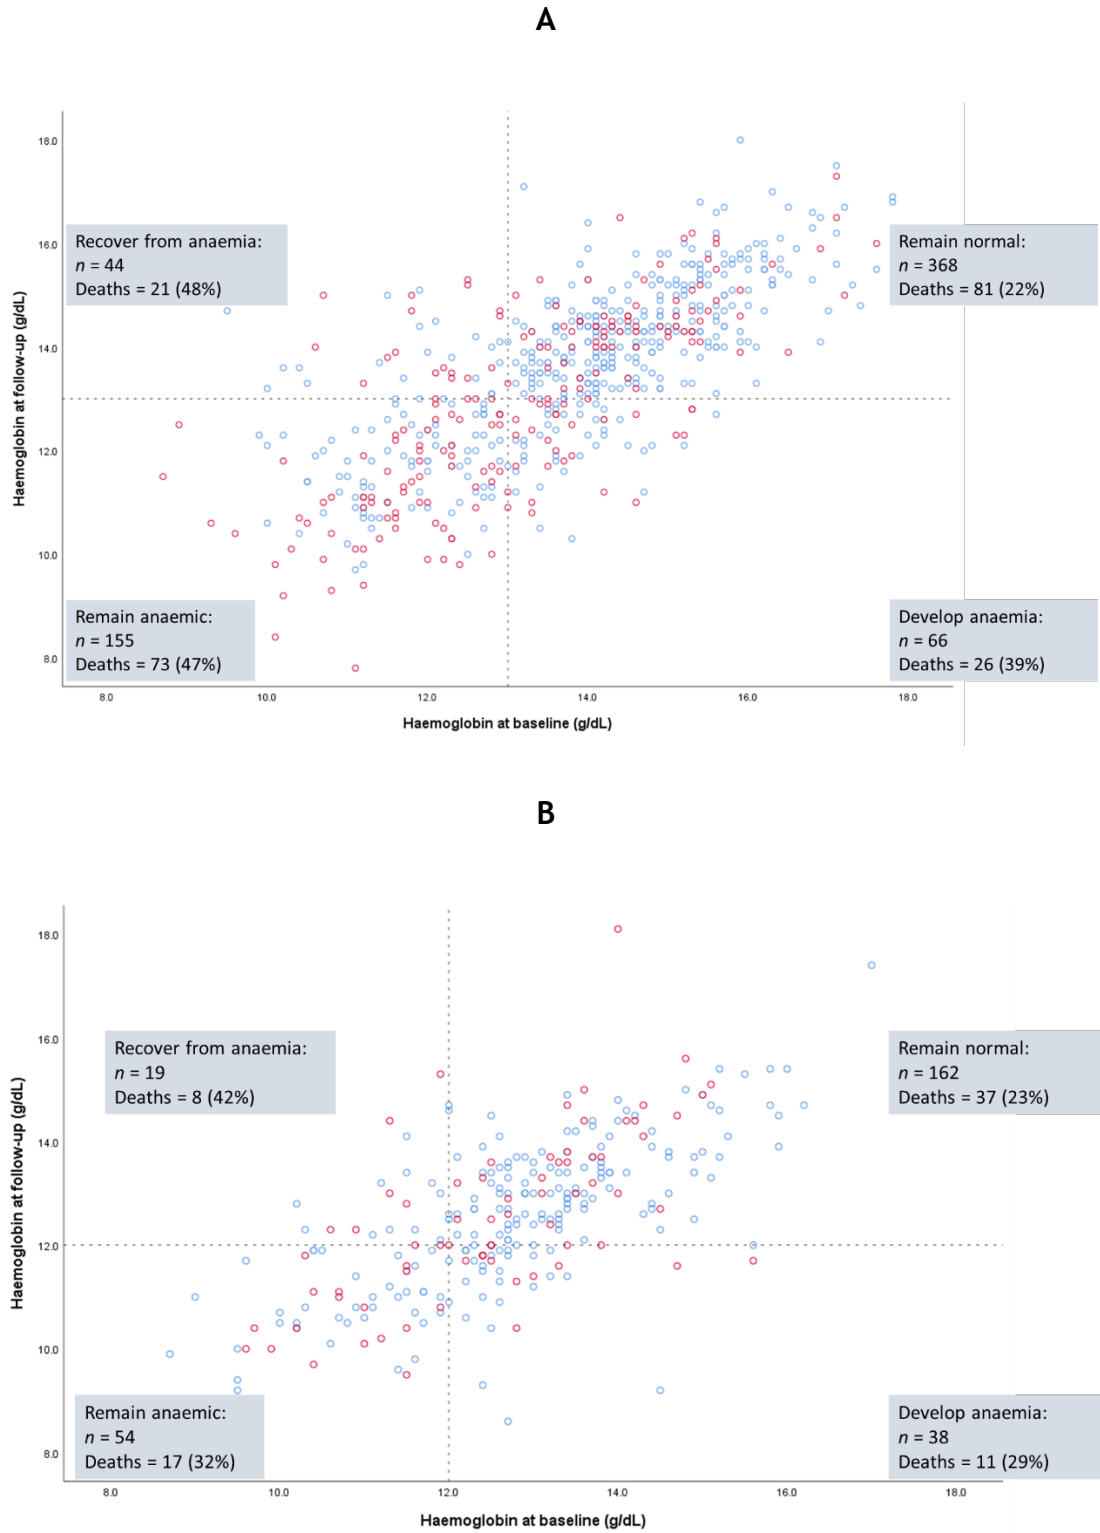 A
18.0
16.0
14.0
12.0
10.0
8.0
Haemoglobin at follow-up (g/dL)
Recover from anaemia:
n = 44
Deaths = 21 (48%)
Remain normal:
n = 368
Deaths = 81 (22%)
Remain anaemic:
n = 155
Deaths = 73 (47%)
Develop anaemia:
n = 66
Deaths = 26 (39%)
8.0 10.0 12.0 14.0 16.0 18.0
Haemoglobin at baseline (g/dL)
B
18.0
16.0
14.0
12.0
10.0
8.0
Haemoglobin at follow-up (g/dL)
Recover from anaemia:
n = 19
Deaths = 8 (42%)
Remain normal:
n = 162
Deaths = 37 (23%)
Remain anaemic:
n = 54
Deaths = 17 (32%)
Develop anaemia:
n = 38
Deaths = 11 (29%)
8.0 10.0 12.0 14.0 16.0 18.0
Haemoglobin at baseline (g/dL)